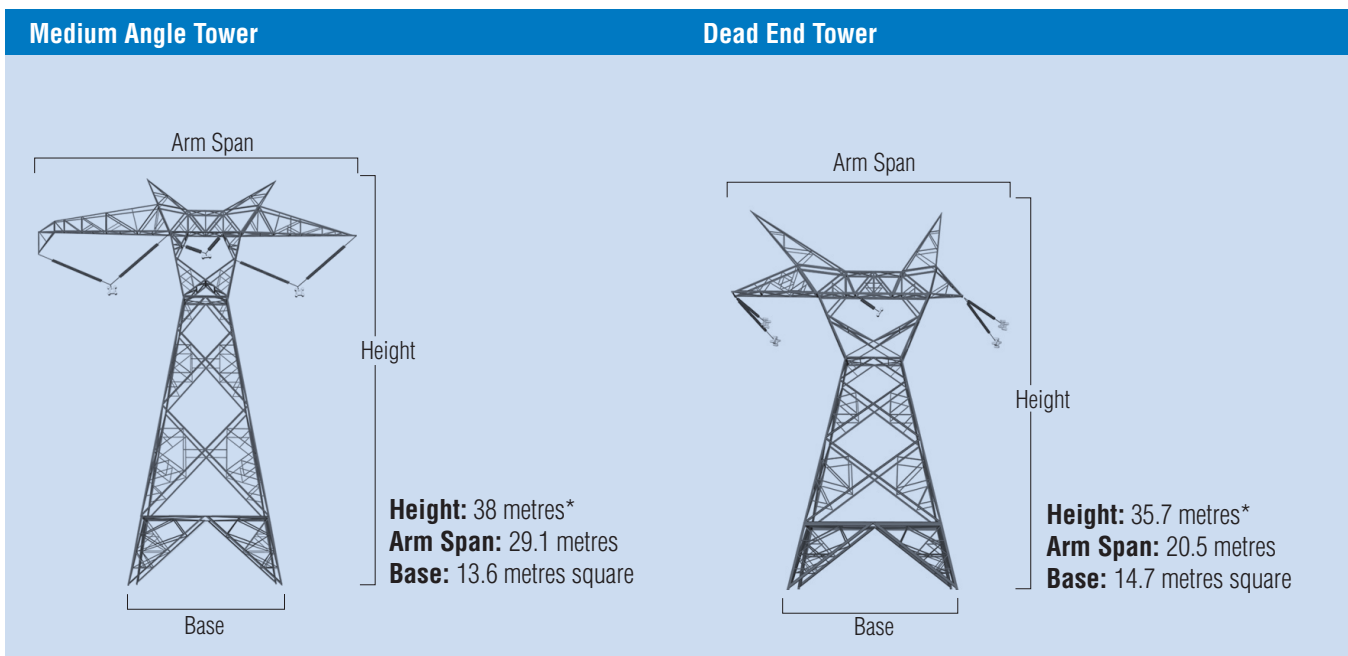 Medium Angle Tower
Arm Span
Height
Height: 38 metres*
Arm Span: 29.1 metres
Base: 13.6 metres square
Base
Dead End Tower
Arm Span
Height
Height: 35.7 metres*
Arm Span: 20.5 metres
Base: 14.7 metres square
Base